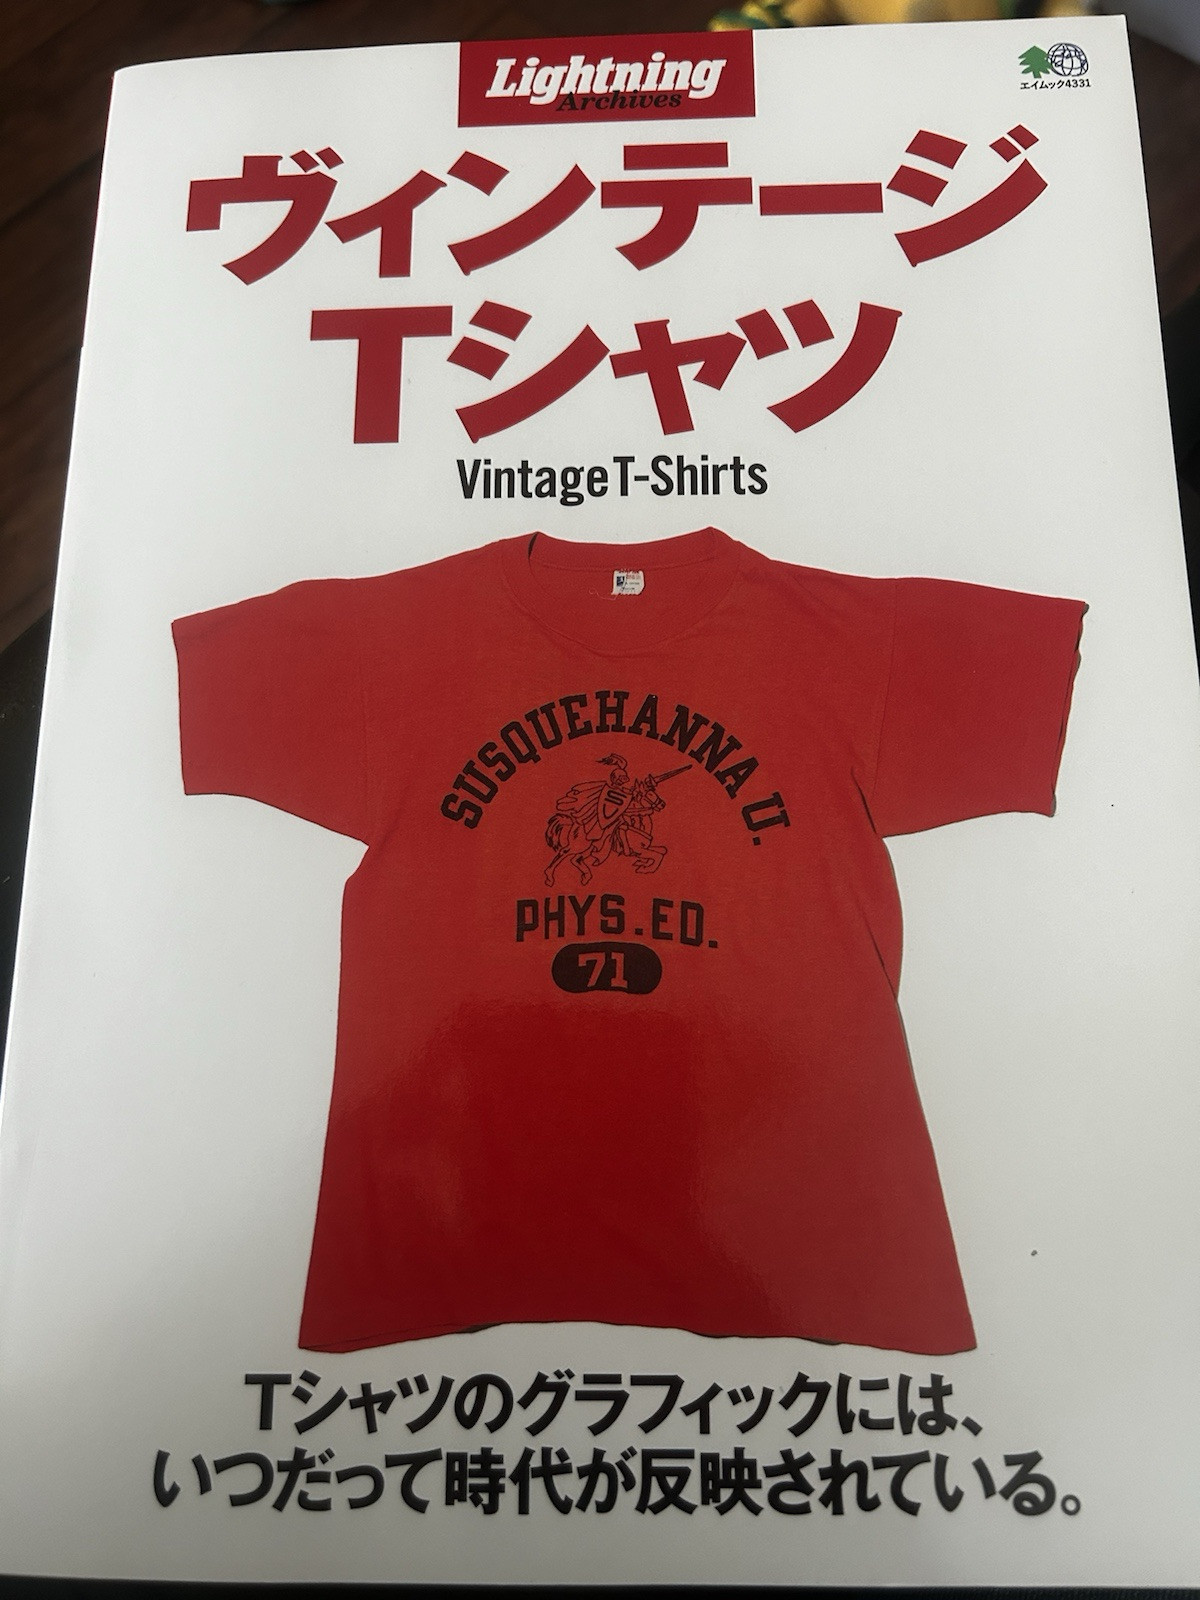 Lightning
Archives
エイムック4331
ヴィンテージ
Tシャツ
Vintage T-Shirts
SUSQUEHANNA U.
SU
PHYS.ED.
71
Tシャツのグラフィックには、
いつだって時代が反映されている。